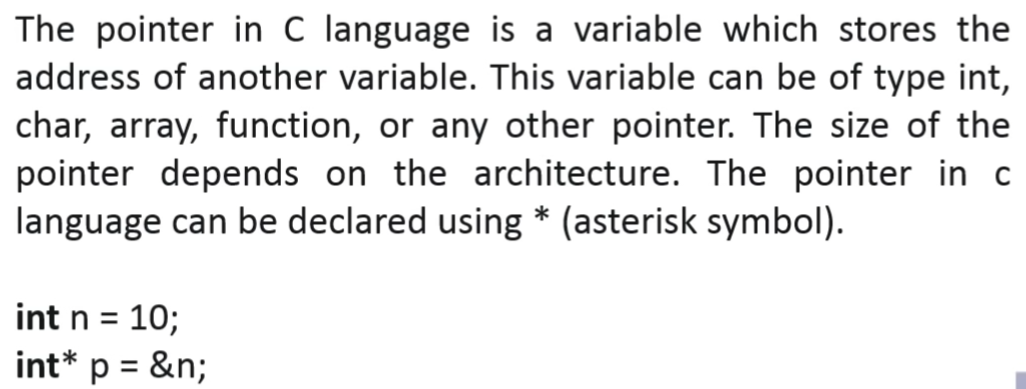 The pointer in C language is a variable which stores the
address of another variable. This variable can be of type int,
char, array, function, or any other pointer. The size of the
pointer depends on the architecture. The pointer in c
language can be declared using * (asterisk symbol).
int n = 10;
int* p = &n;